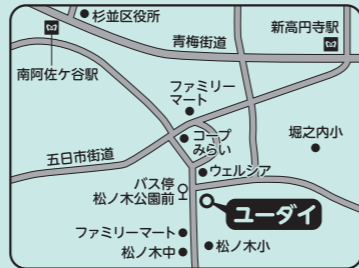 杉並区役所
新高円寺駅
青梅街道
南阿佐ケ谷駅
ファミリー
マート
コープ
みらい
堀之内小
五日市街道
ウェルシア
バス停
松ノ木公園前
ユーダイ
ファミリーマート
松ノ木中
松ノ木小